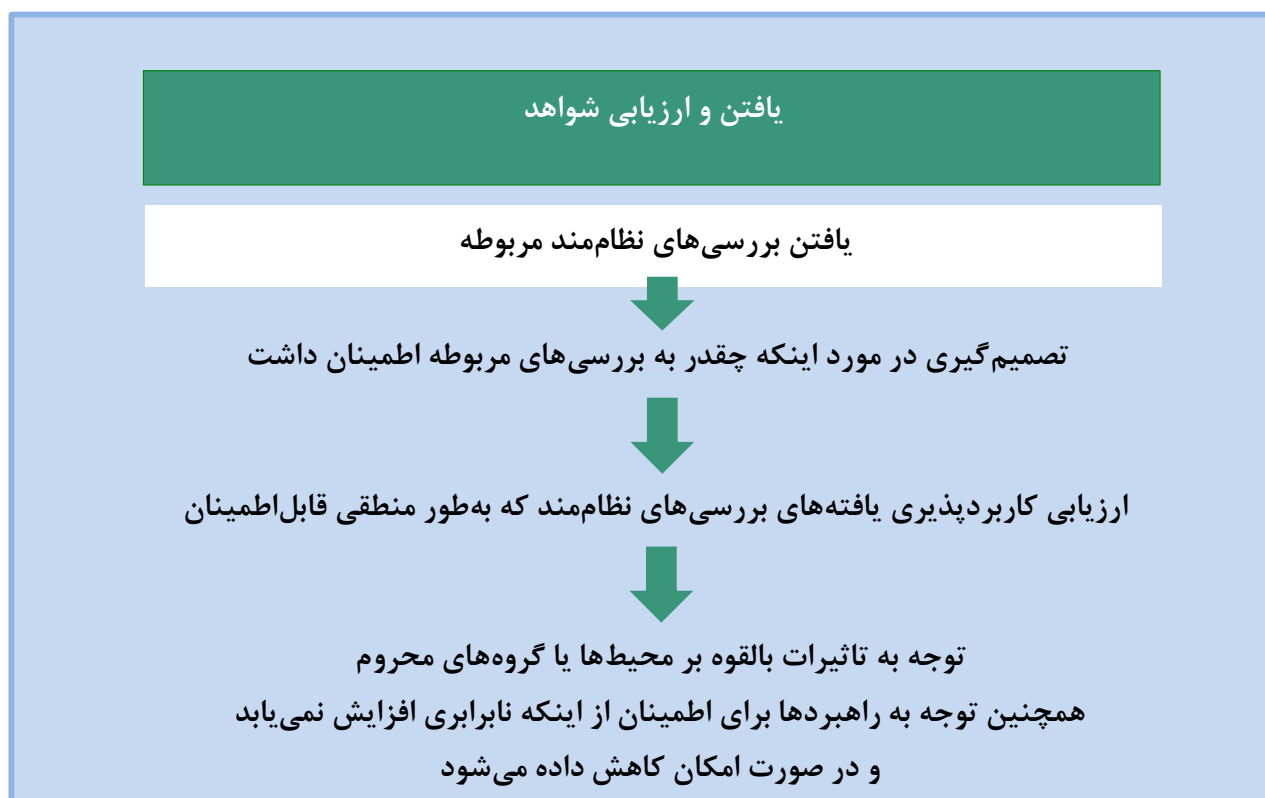 یافتن و ارزیابی شواهد
یافتن بررسی‌های نظام‌مند مربوطه
تصمیم‌گیری در مورد اینکه چقدر به بررسی‌های مربوطه اطمینان داشت
ارزیابی کاربردپذیری یافته‌های بررسی‌های نظام‌مند که به‌طور منطقی قابل‌اطمینان
توجه به تاثیرات بالقوه بر محیط‌ها یا گروه‌های محروم
همچنین توجه به راهبردها برای اطمینان از اینکه نابرابری افزایش نمی‌یابد
و در صورت امکان کاهش داده می‌شود